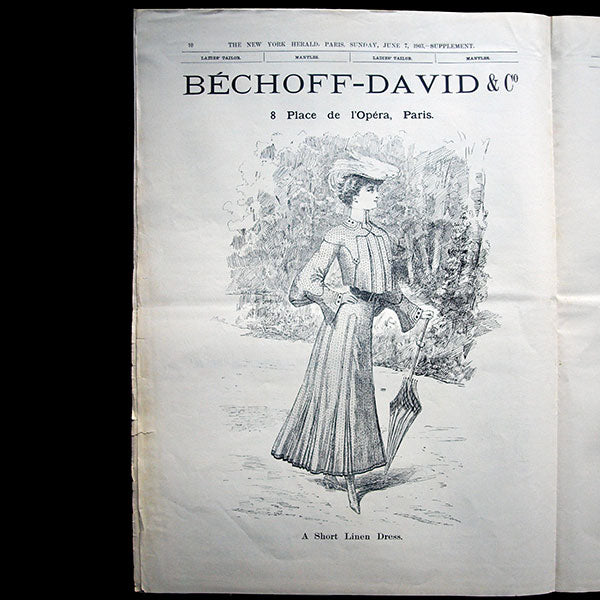 10 THE NEW YORK HERALD, PARIS, SUNDAY, JUNE 7, 1903.—SUPPLEMENT.
LADIES' TAILOR. MANTLES. LADIES' TAILOR. MANTLES.
BÉCHOFF-DAVID & Co
8 Place de l'Opéra, Paris.
A Short Linen Dress.